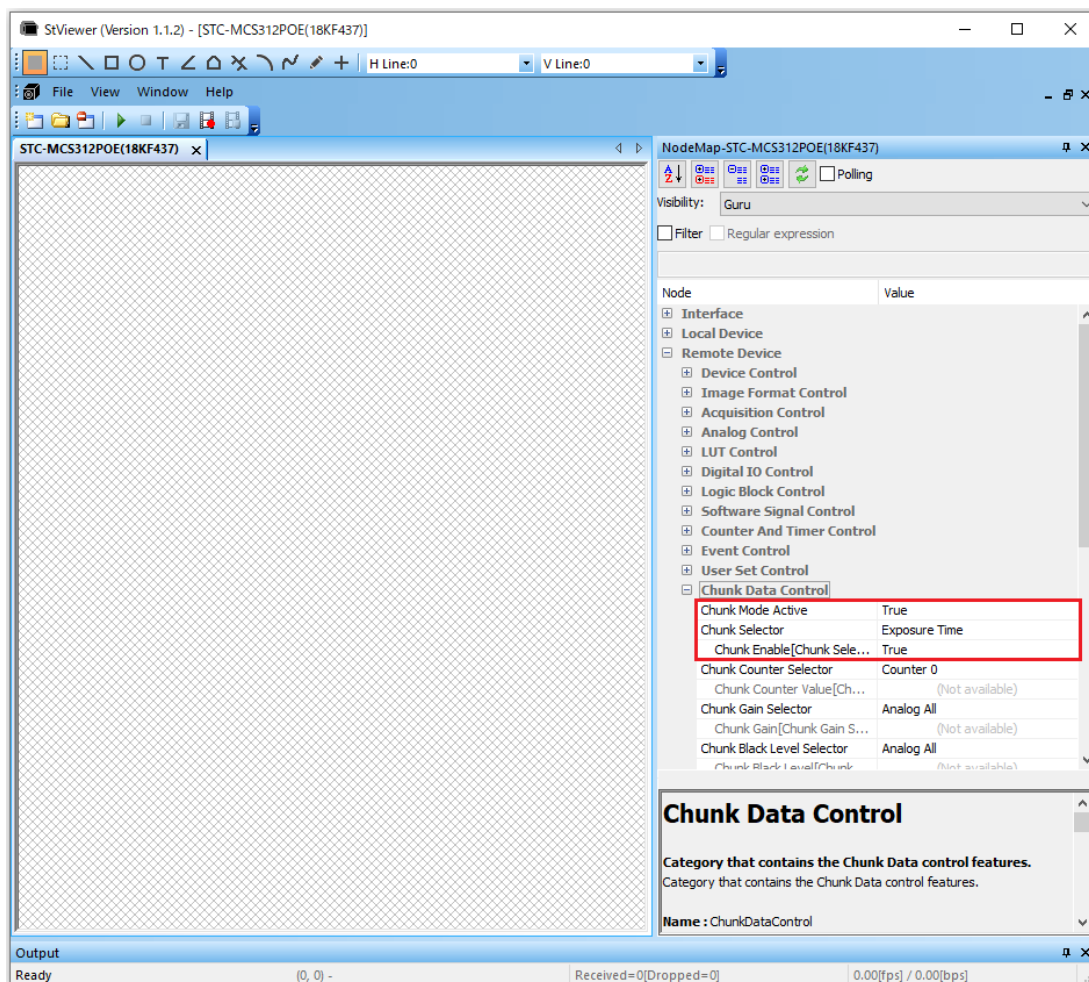 StViewer (Version 1.1.2) - [STC-MCS312POE(18KF437)]
H Line:0 V Line:0
File View Window Help
STC-MCS312POE(18KF437)
NodeMap-STC-MCS312POE(18KF437)
Polling
Visibility: Guru
Filter Regular expression
Node Value
Interface
Local Device
Remote Device
Device Control
Image Format Control
Acquisition Control
Analog Control
LUT Control
Digital IO Control
Logic Block Control
Software Signal Control
Counter And Timer Control
Event Control
User Set Control
Chunk Data Control
Chunk Mode Active True
Chunk Selector Exposure Time
Chunk Enable[Chunk Sele... True
Chunk Counter Selector Counter 0
Chunk Counter Value[Ch... (Not available)
Chunk Gain Selector Analog All
Chunk Gain[Chunk Gain S... (Not available)
Chunk Black Level Selector Analog All
Chunk Black Level[Chunk (Not available)
Chunk Data Control
Category that contains the Chunk Data control features.
Category that contains the Chunk Data control features.
Name : ChunkDataControl
Output
Ready (0, 0) - Received=0[Dropped=0] 0.00[fps] / 0.00[bps]